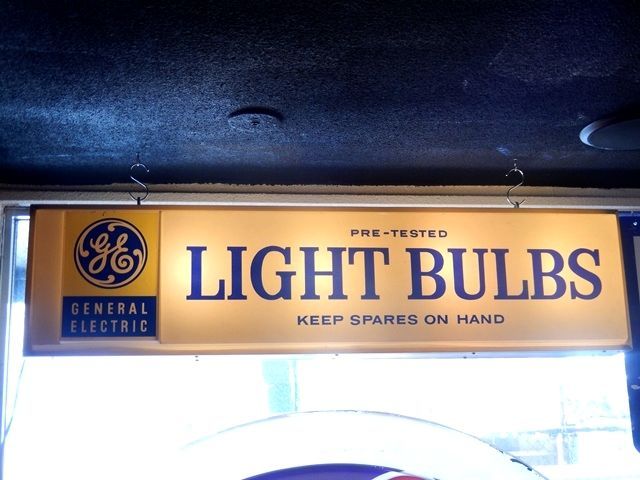 GE
GENERAL
ELECTRIC
PRE-TESTED
LIGHT BULBS
KEEP SPARES ON HAND